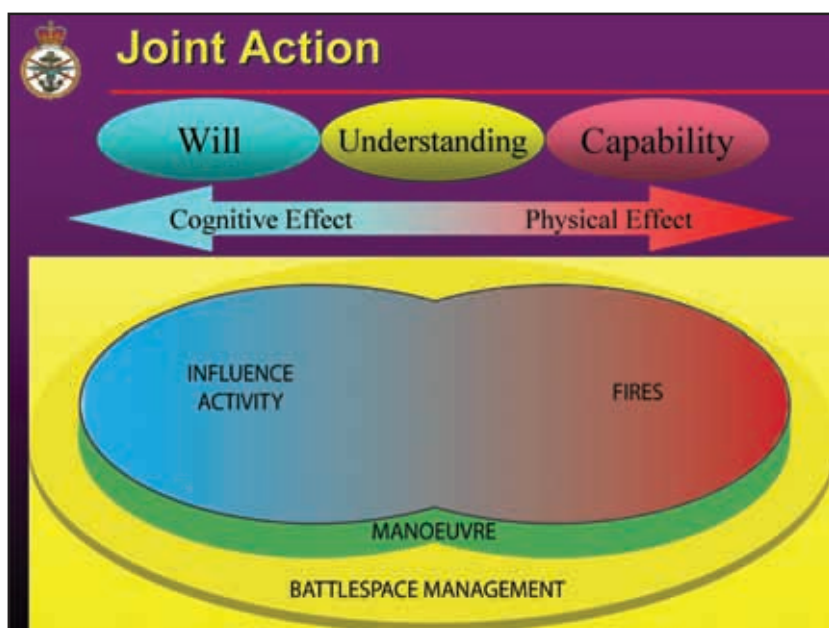 Joint Action
Will
Understanding
Capability
Cognitive Effect
Physical Effect
INFLUENCE
ACTIVITY
FIRES
MANOEUVRE
BATTLESPACE MANAGEMENT